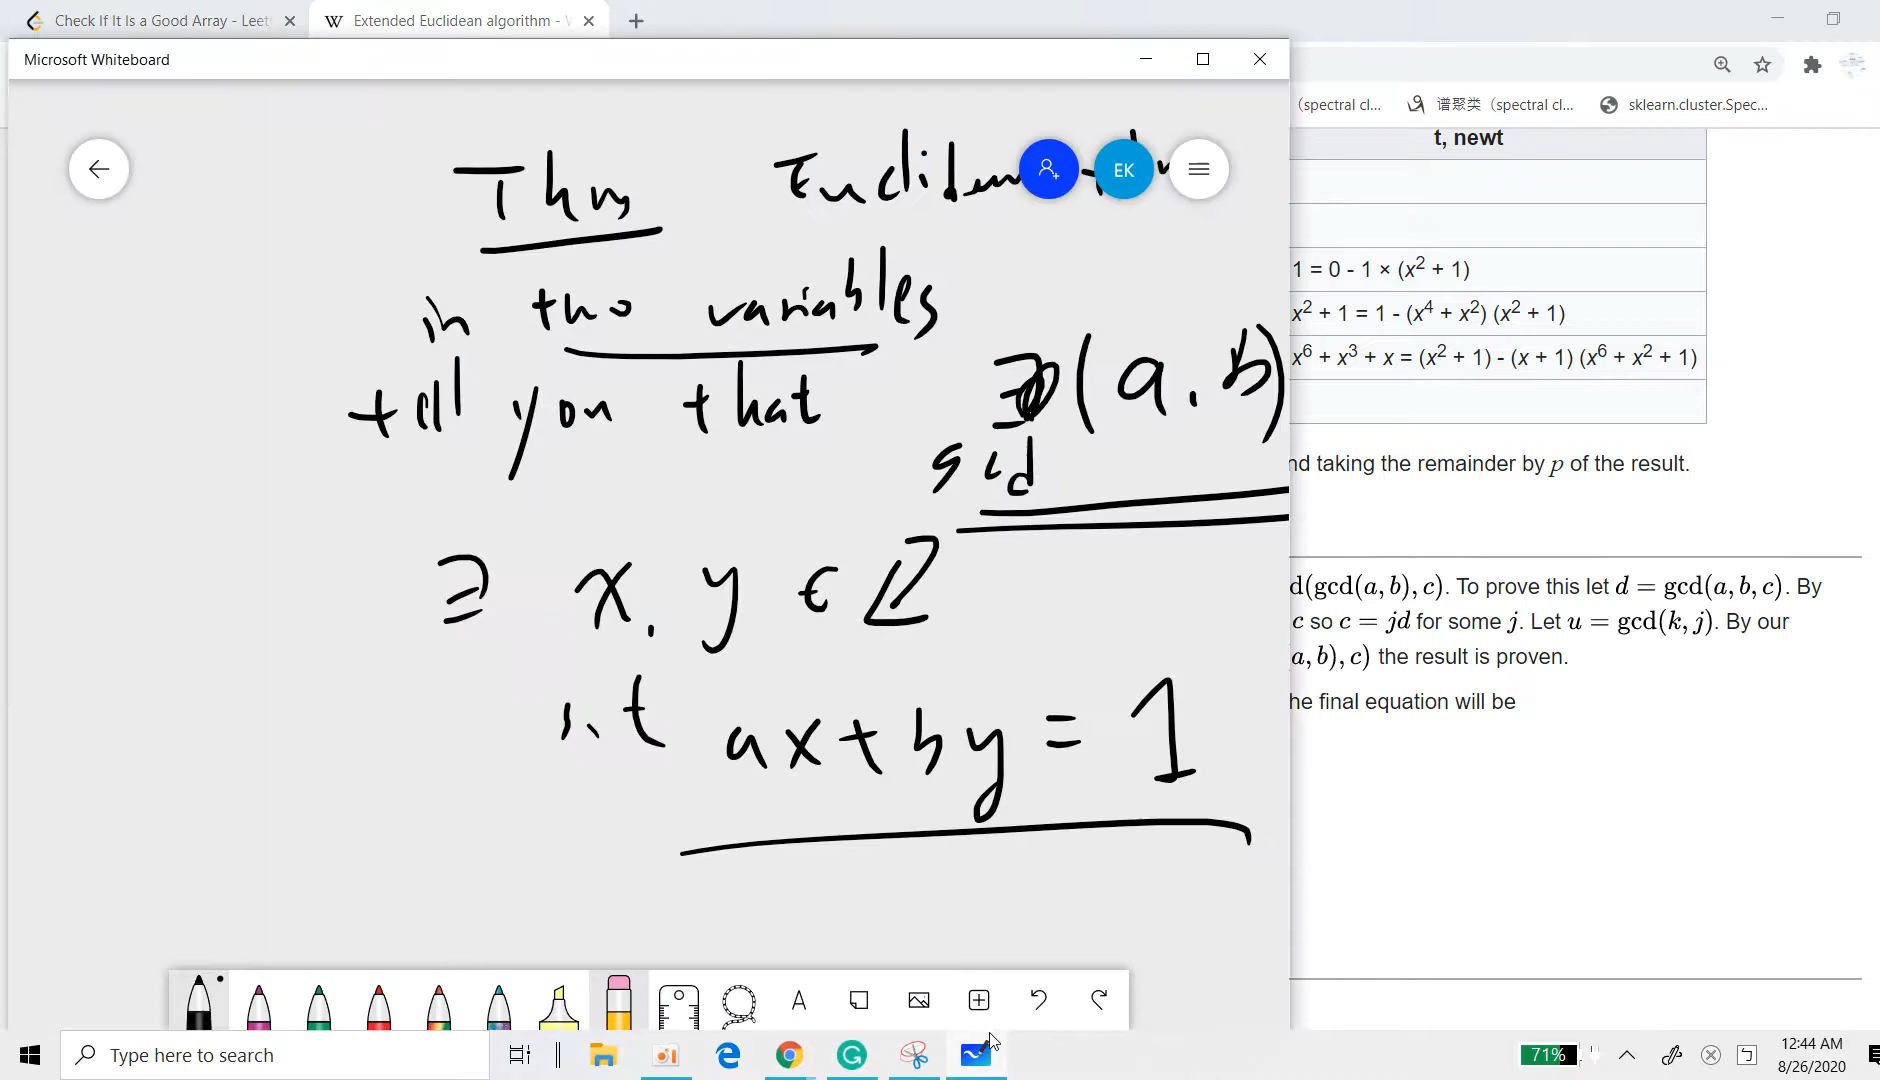 Check If It Is a Good Array - Leet
Extended Euclidean algorithm - W
Microsoft Whiteboard
(spectral cl...
谱聚类 (spectral cl...
sklearn.cluster.Spec...
t, newt
Thm
EK
in two variables
tell you that
(a, b)
gcd
∃ x, y ∈ Z
s.t ax+by = 1
1 = 0 - 1 × (x² + 1)
x² + 1 = 1 - (x⁴ + x²) (x² + 1)
x⁶ + x³ + x = (x² + 1) - (x + 1) (x⁶ + x² + 1)
nd taking the remainder by p of the result.
d(gcd(a, b), c). To prove this let d = gcd(a, b, c). By
c so c = jd for some j. Let u = gcd(k, j). By our
a, b), c) the result is proven.
he final equation will be
Type here to search
71%
12:44 AM
8/26/2020